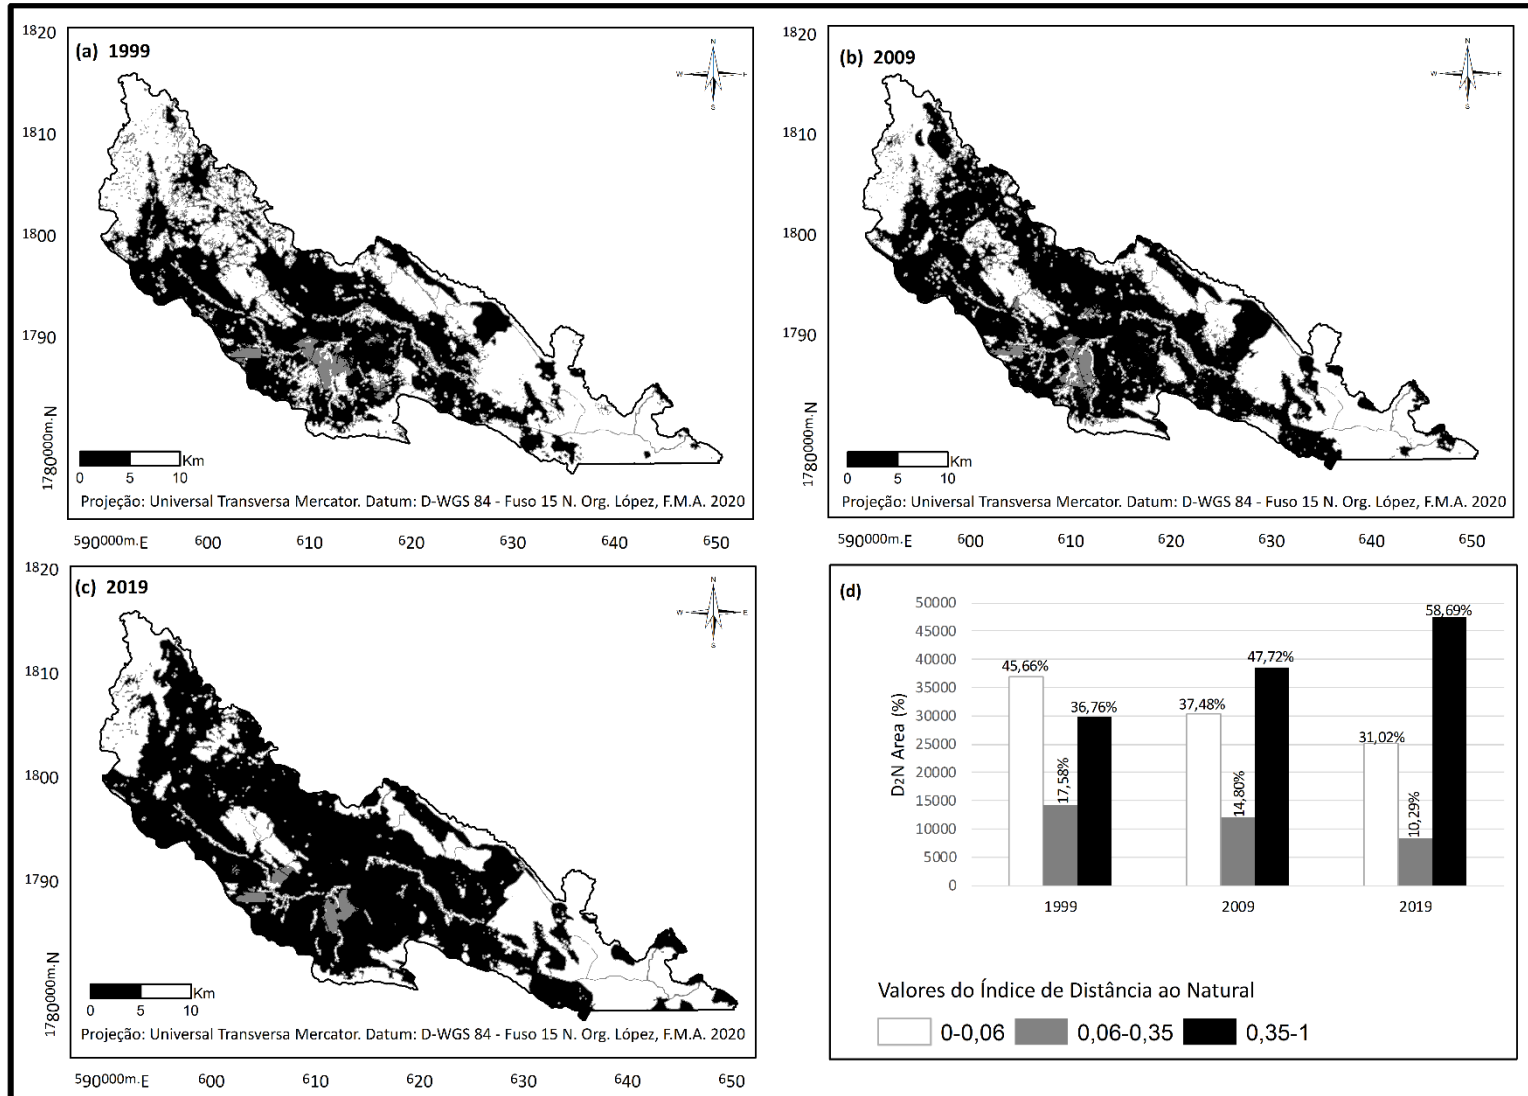 (a) 1999
N
W
E
S
1820
1810
1800
1790
1780000m.N
Km
0 5 10
Projeção: Universal Transversa Mercator. Datum: D-WGS 84 - Fuso 15 N. Org. López, F.M.A. 2020
590000m.E 600 610 620 630 640 650
(b) 2009
N
W
E
S
1820
1810
1800
1790
1780000m.N
Km
0 5 10
Projeção: Universal Transversa Mercator. Datum: D-WGS 84 - Fuso 15 N. Org. López, F.M.A. 2020
590000m.E 600 610 620 630 640 650
(c) 2019
N
W
E
S
1820
1810
1800
1790
1780000m.N
Km
0 5 10
Projeção: Universal Transversa Mercator. Datum: D-WGS 84 - Fuso 15 N. Org. López, F.M.A. 2020
590000m.E 600 610 620 630 640 650
(d)
D2N Area (%)
50000
45000
40000
35000
30000
25000
20000
15000
10000
5000
0
45,66%
17,58%
36,76%
37,48%
14,80%
47,72%
31,02%
10,29%
58,69%
1999 2009 2019
Valores do Índice de Distância ao Natural
0-0,06 0,06-0,35 0,35-1